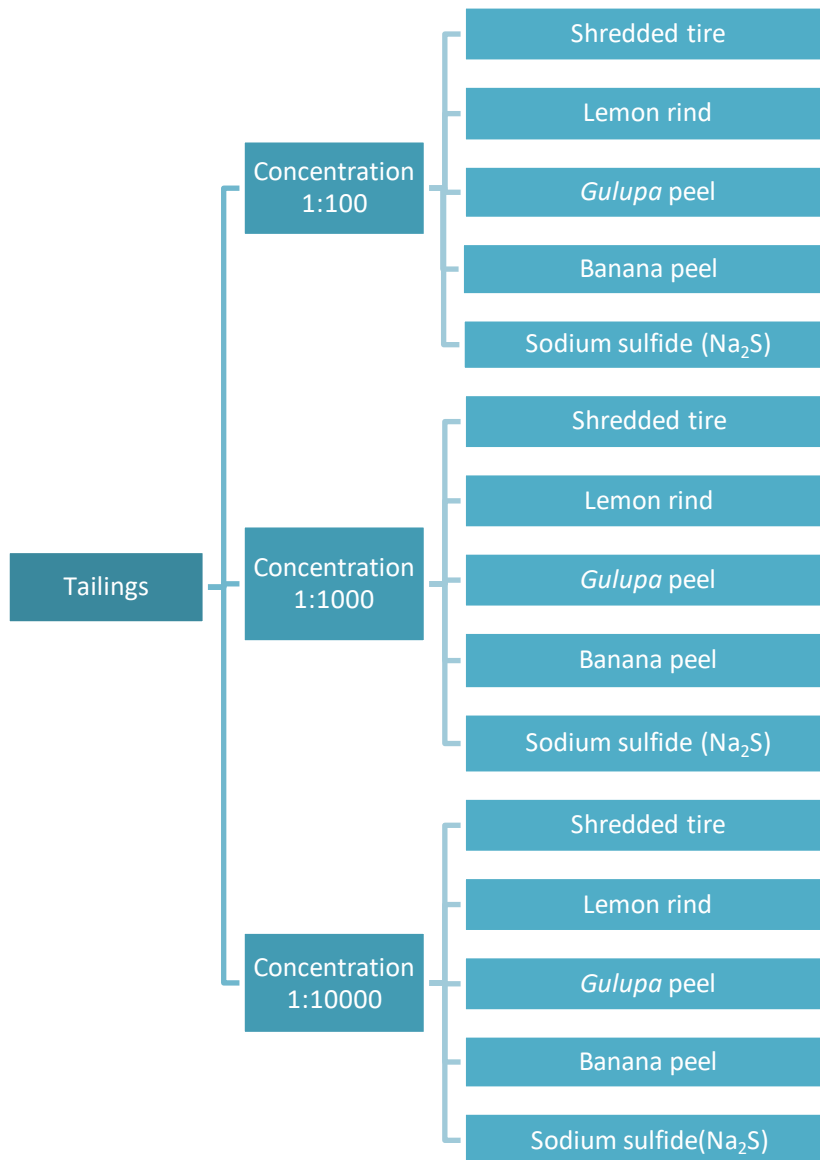 Tailings
Concentration
1:100
Shredded tire
Lemon rind
Gulupa peel
Banana peel
Sodium sulfide (Na₂S)
Concentration
1:1000
Shredded tire
Lemon rind
Gulupa peel
Banana peel
Sodium sulfide (Na₂S)
Concentration
1:10000
Shredded tire
Lemon rind
Gulupa peel
Banana peel
Sodium sulfide(Na₂S)